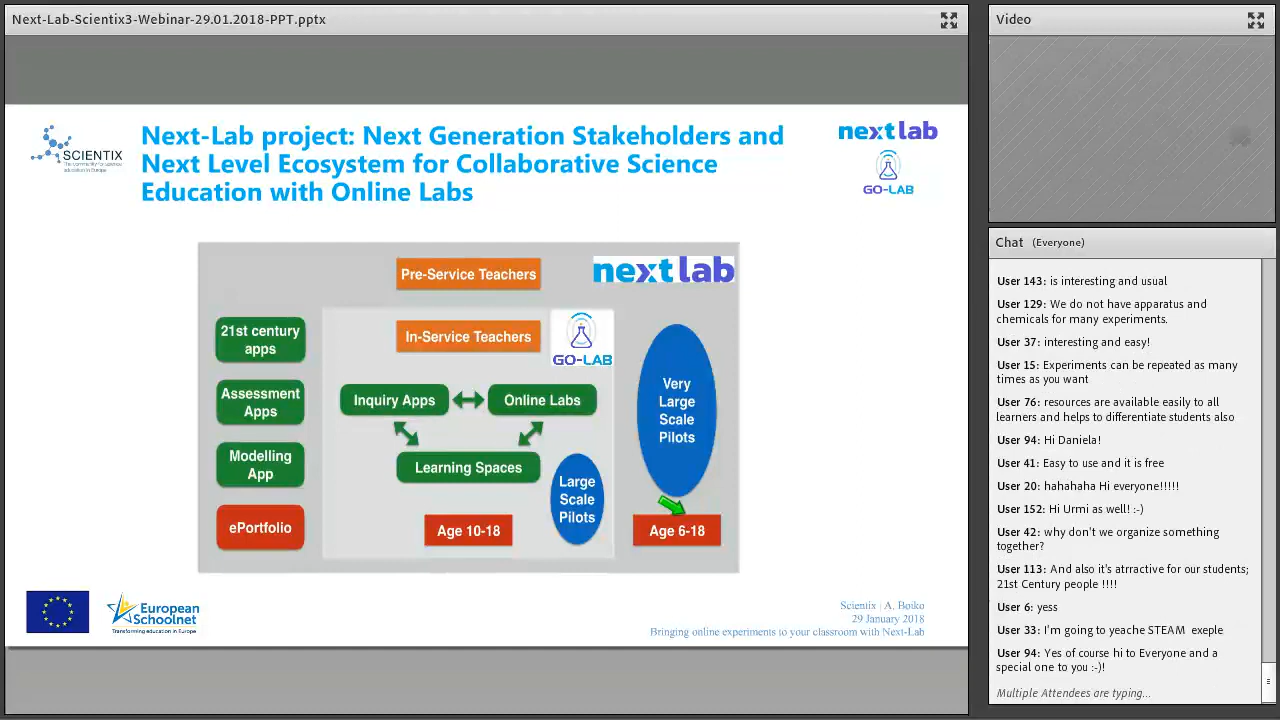 Next-Lab-Scientix3-Webinar-29.01.2018-PPT.pptx
SCIENTIX
The community for science
education in Europe
Next-Lab project: Next Generation Stakeholders and
Next Level Ecosystem for Collaborative Science
Education with Online Labs
next lab
GO-LAB
Pre-Service Teachers
next lab
21st century
apps
In-Service Teachers
GO-LAB
Assessment
Apps
Inquiry Apps
Online Labs
Very
Large
Scale
Pilots
Modelling
App
Learning Spaces
Large
Scale
Pilots
ePortfolio
Age 10-18
Age 6-18
European
Schoolnet
Transforming education in Europe
Scientix | A. Boiko
29 January 2018
Bringing online experiments to your classroom with Next-Lab
Video
Chat (Everyone)
User 143: is interesting and usual
User 129: We do not have apparatus and
chemicals for many experiments.
User 37: interesting and easy!
User 15: Experiments can be repeated as many
times as you want
User 76: resources are available easily to all
learners and helps to differentiate students also
User 94: Hi Daniela!
User 41: Easy to use and it is free
User 20: hahahaha Hi everyone!!!!!
User 152: Hi Urmi as well! :-)
User 42: why don't we organize something
together?
User 113: And also it's atrractive for our students;
21st Century people !!!!
User 6: yess
User 33: I'm going to yeache STEAM exeple
User 94: Yes of course hi to Everyone and a
special one to you :-)!
Multiple Attendees are typing...